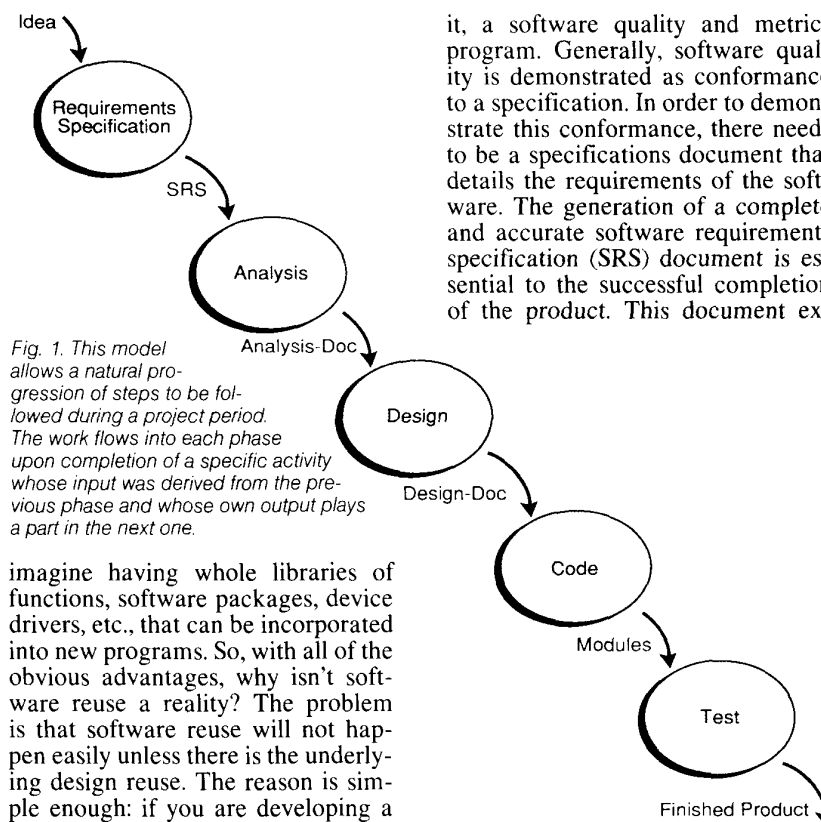 Idea
Requirements
Specification
SRS
Analysis
Analysis-Doc
Design
Design-Doc
Code
Modules
Test
Finished Product
Fig. 1. This model
allows a natural pro-
gression of steps to be fol-
lowed during a project period.
The work flows into each phase
upon completion of a specific activity
whose input was derived from the pre-
vious phase and whose own output plays
a part in the next one.
imagine having whole libraries of
functions, software packages, device
drivers, etc., that can be incorporated
into new programs. So, with all of the
obvious advantages, why isn't soft-
ware reuse a reality? The problem
is that software reuse will not hap-
pen easily unless there is the underly-
ing design reuse. The reason is sim-
ple enough: if you are developing a
it, a software quality and metric
program. Generally, software qual
ity is demonstrated as conformance
to a specification. In order to demon
strate this conformance, there need
to be a specifications document tha
details the requirements of the soft
ware. The generation of a complet
and accurate software requirement
specification (SRS) document is es
sential to the successful completion
of the product. This document ex